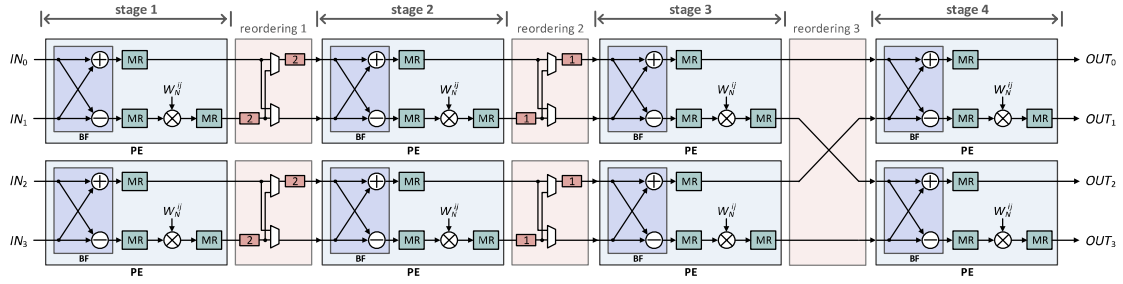 stage 1 stage 2 stage 3 stage 4
reordering 1 reordering 2 reordering 3
IN₀ MR 2 MR 1 MR MR OUT₀
W_N^{ij} W_N^{ij} W_N^{ij} W_N^{ij}
IN₁ MR MR 2 MR MR 1 MR MR MR MR OUT₁
BF BF BF BF
PE PE PE PE
IN₂ MR 2 MR 1 MR MR OUT₂
W_N^{ij} W_N^{ij} W_N^{ij} W_N^{ij}
IN₃ MR MR 2 MR MR 1 MR MR MR MR OUT₃
BF BF BF BF
PE PE PE PE